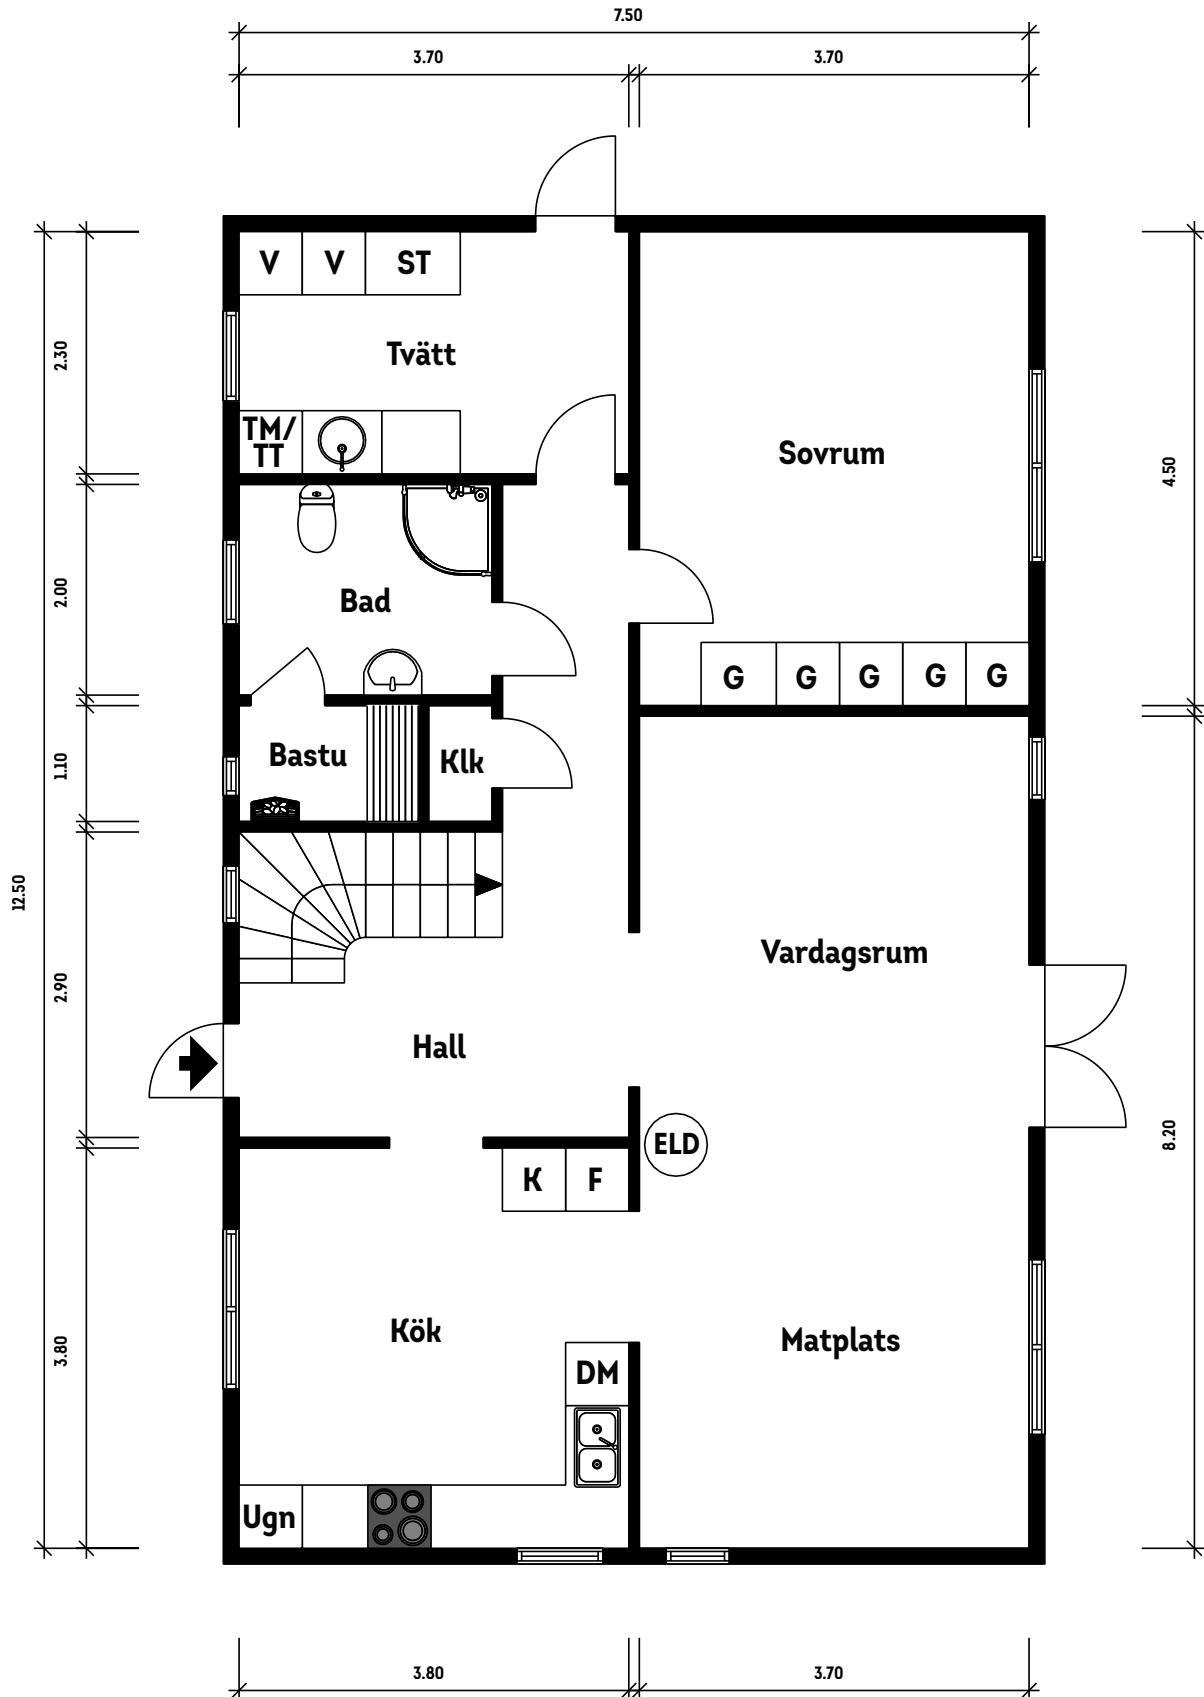 7.50
3.70 3.70
V V ST
Tvätt
2.30
TM/
TT
Sovrum
4.50
2.00
Bad
G G G G G
1.10
Bastu
Klk
12.50
2.90
Vardagsrum
Hall
ELD
8.20
K F
3.80
Kök
Matplats
DM
Ugn
3.80 3.70